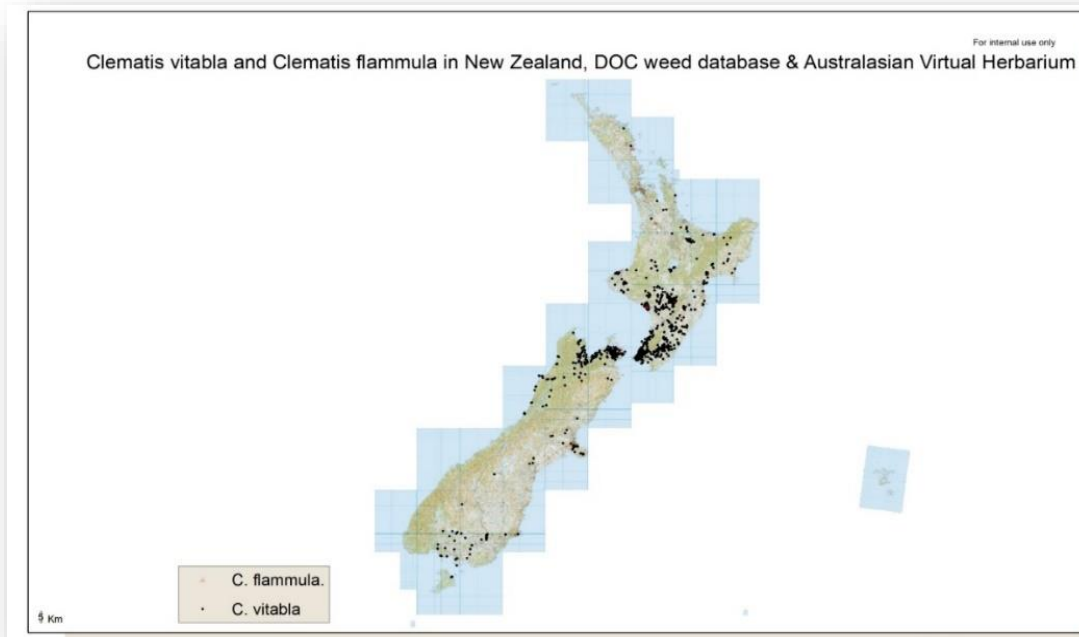 For internal use only
Clematis vitabla and Clematis flammula in New Zealand, DOC weed database & Australasian Virtual Herbarium
C. flammula.
C. vitabla
Km